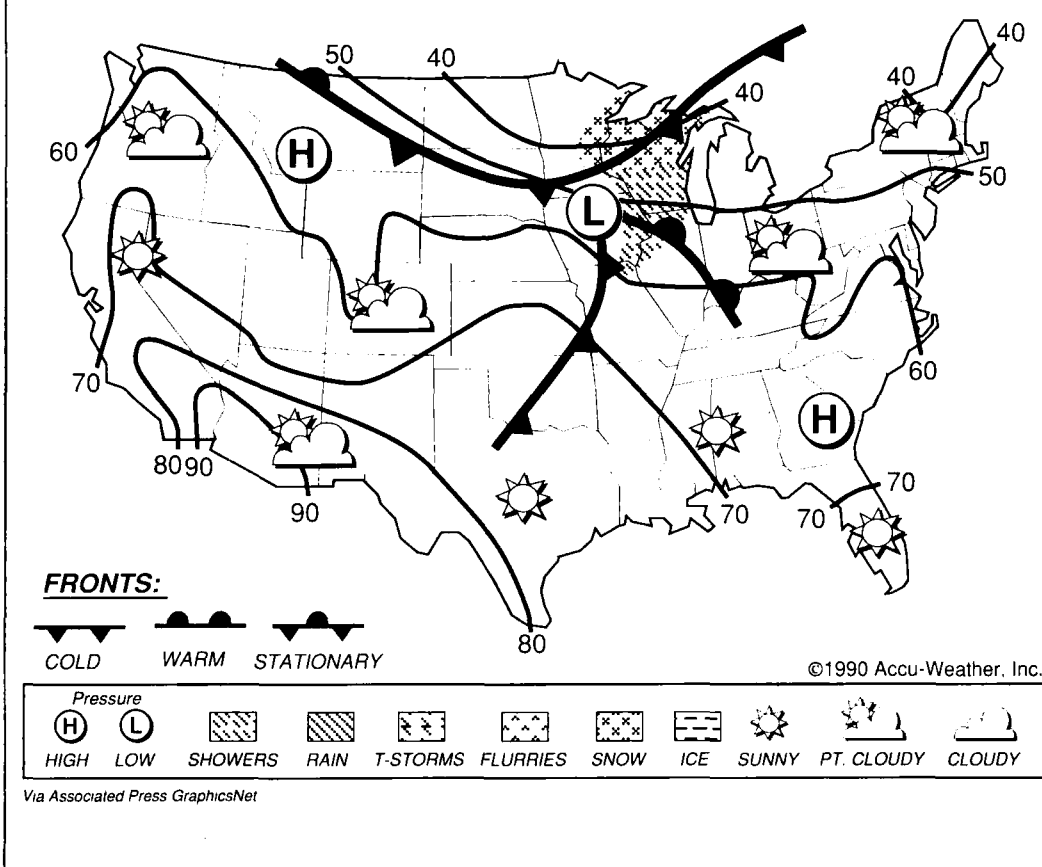 40
50
40
40
40
60
H
50
L
70
60
H
80 90
90
70
70
70
80
FRONTS:
COLD WARM STATIONARY
©1990 Accu-Weather, Inc.
Pressure
H L
HIGH LOW SHOWERS RAIN T-STORMS FLURRIES SNOW ICE SUNNY PT. CLOUDY CLOUDY
Via Associated Press GraphicsNet